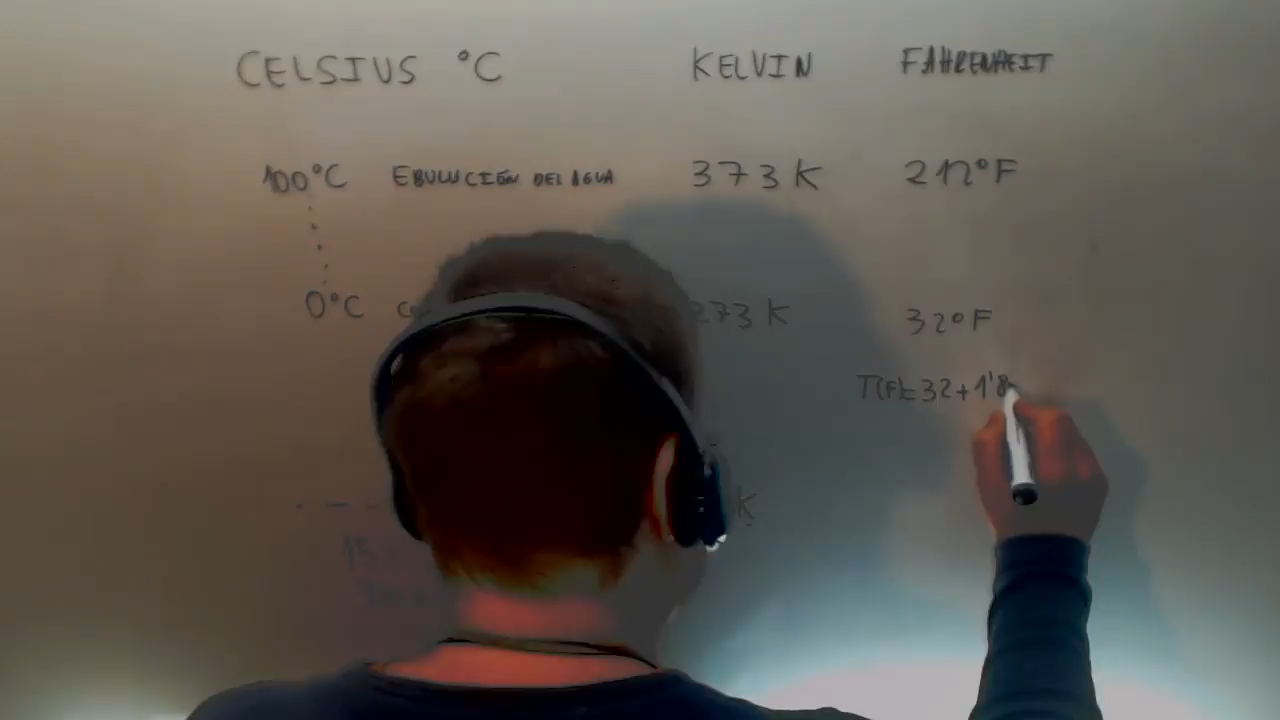 CELSIUS °C KELVIN FAHRENHEIT
100°C EBULLICIÓN DEL AGUA 373 K 212°F
0°C 273 K 32°F
T(F)=32+1'8
K